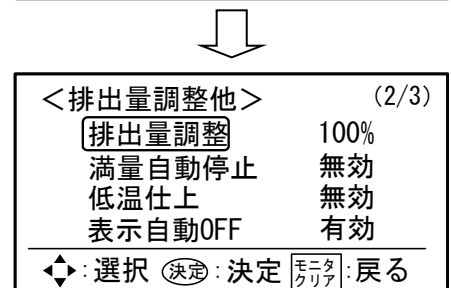 ＜排出量調整他＞ (2/3)
排出量調整 100%
満量自動停止 無効
低温仕上 無効
表示自動OFF 有効
:選択 決定:決定 モニタクリア:戻る